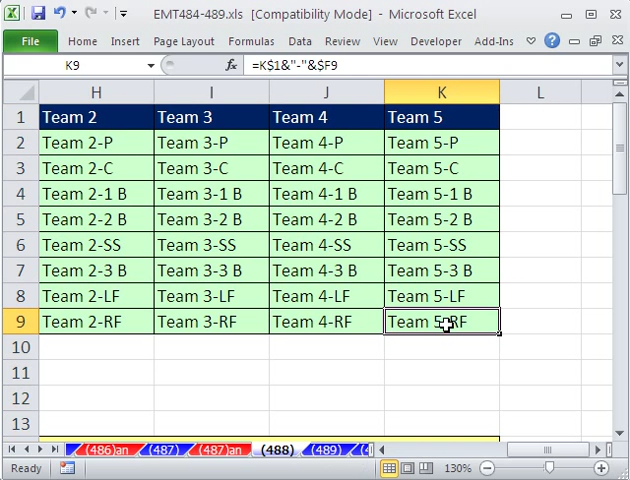 EMT484-489.xls [Compatibility Mode] - Microsoft Excel
File Home Insert Page Layout Formulas Data Review View Developer Add-Ins
K9 fx =K$1&"-"&$F9
H I J K L
1 Team 2 Team 3 Team 4 Team 5
2 Team 2-P Team 3-P Team 4-P Team 5-P
3 Team 2-C Team 3-C Team 4-C Team 5-C
4 Team 2-1 B Team 3-1 B Team 4-1 B Team 5-1 B
5 Team 2-2 B Team 3-2 B Team 4-2 B Team 5-2 B
6 Team 2-SS Team 3-SS Team 4-SS Team 5-SS
7 Team 2-3 B Team 3-3 B Team 4-3 B Team 5-3 B
8 Team 2-LF Team 3-LF Team 4-LF Team 5-LF
9 Team 2-RF Team 3-RF Team 4-RF Team 5-RF
10
11
12
13
(486)an (487) (487)an (488) (489)
Ready 130%